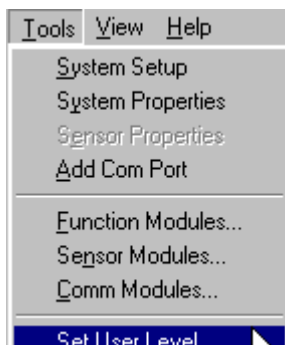 Tools View Help
System Setup
System Properties
Sensor Properties
Add Com Port
Function Modules...
Sensor Modules...
Comm Modules...
Set User Level